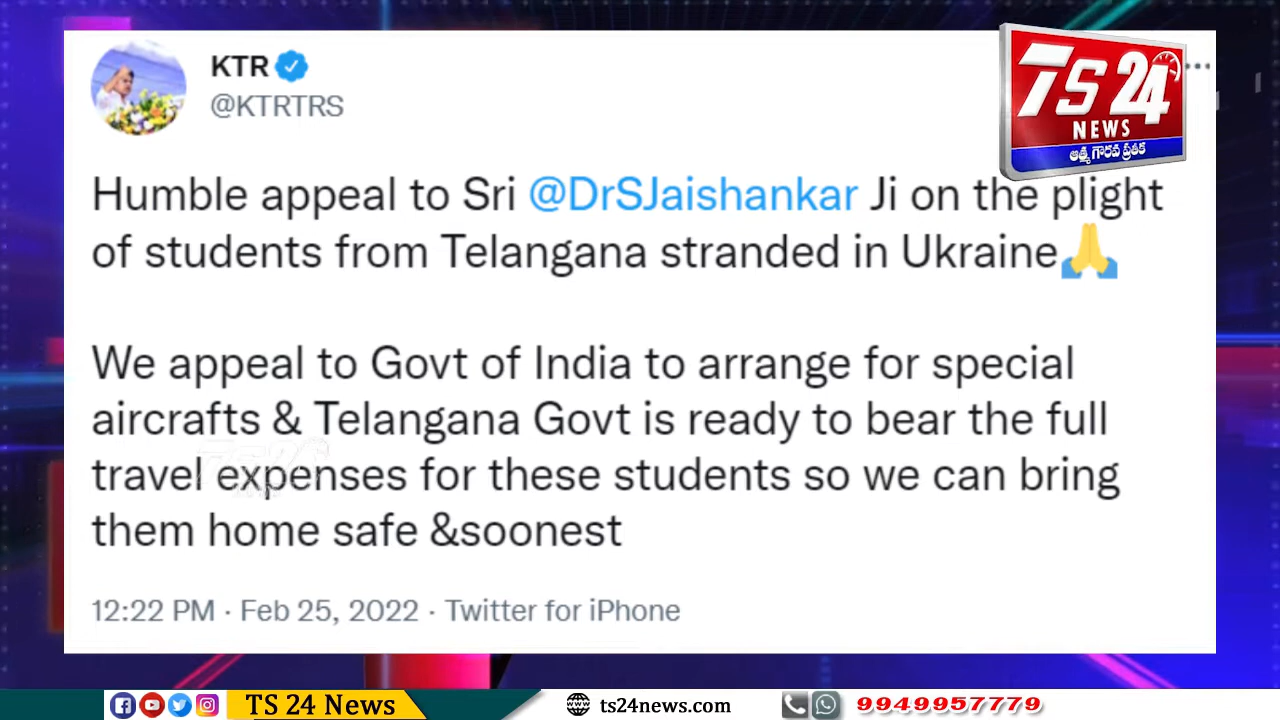 KTR
@KTRTRS
...
TS 24
NEWS
ఆత్మ గౌరవ ప్రతీక
Humble appeal to Sri @DrSJaishankar Ji on the plight
of students from Telangana stranded in Ukraine🙏
We appeal to Govt of India to arrange for special
aircrafts & Telangana Govt is ready to bear the full
travel expenses for these students so we can bring
them home safe &soonest
12:22 PM · Feb 25, 2022 · Twitter for iPhone
TS 24 News
ts24news.com
9949957779